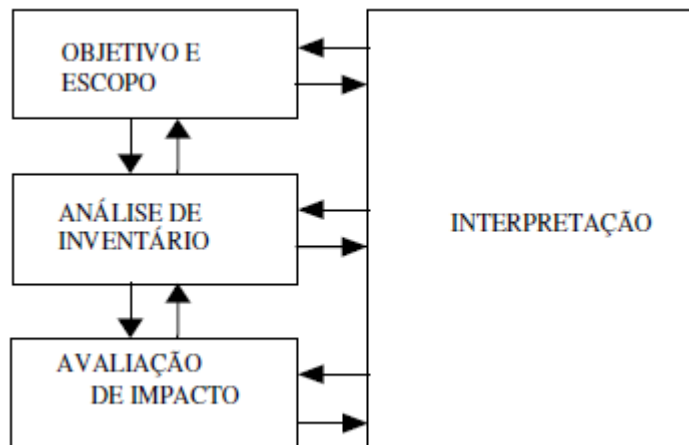 OBJETIVO E
ESCOPO
ANÁLISE DE
INVENTÁRIO
INTERPRETAÇÃO
AVALIAÇÃO
DE IMPACTO